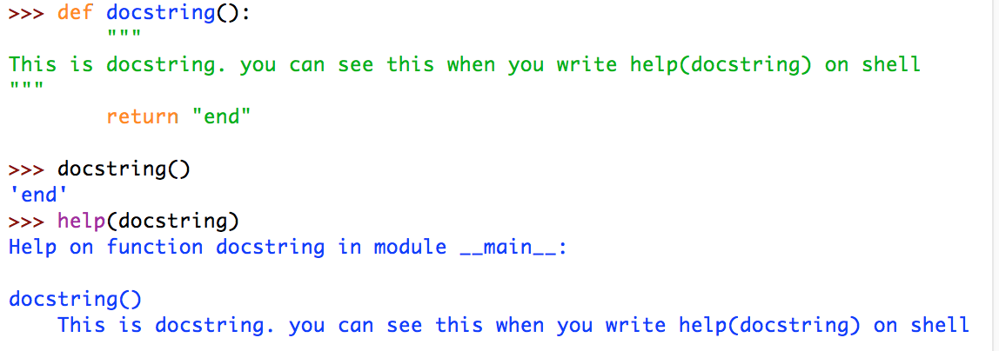 >>> def docstring():
        """
This is docstring. you can see this when you write help(docstring) on shell
"""
        return "end"

>>> docstring()
'end'
>>> help(docstring)
Help on function docstring in module __main__:

docstring()
    This is docstring. you can see this when you write help(docstring) on shell